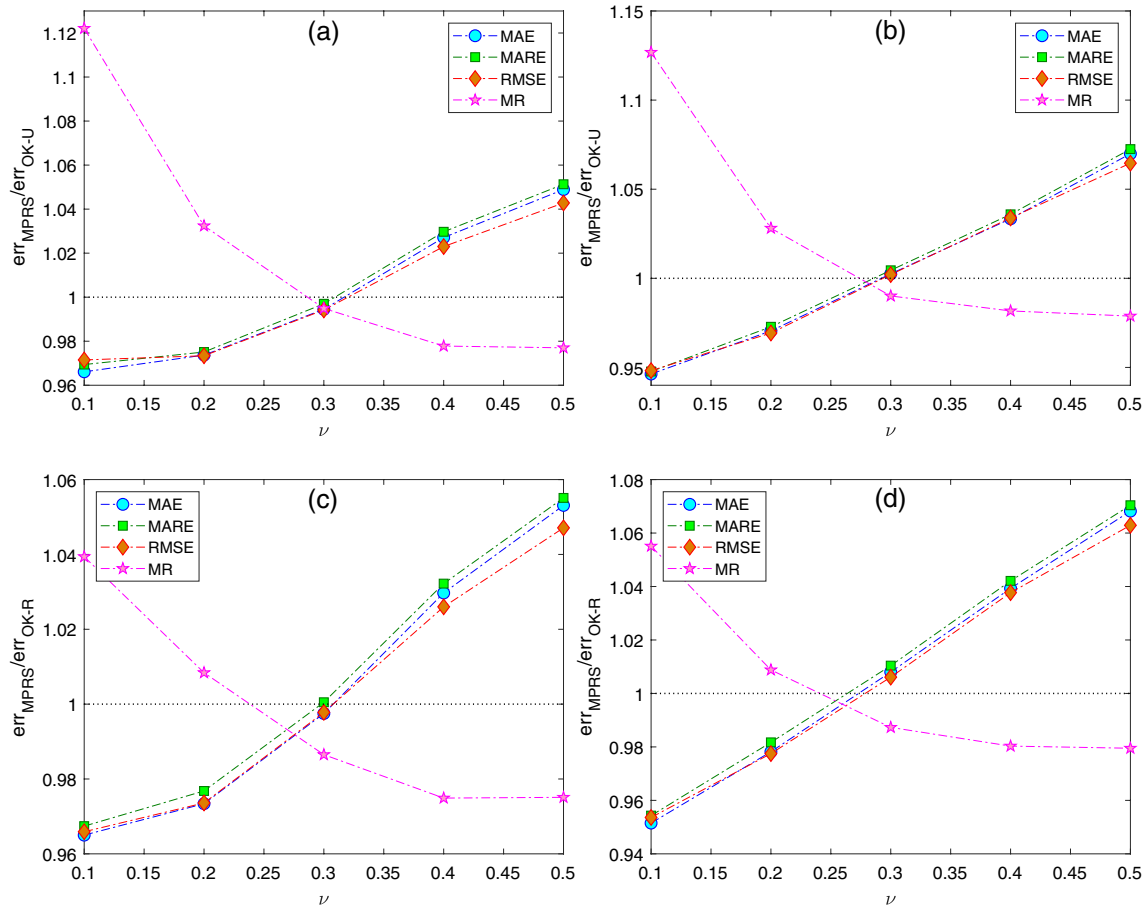 (a)
1.12
1.1
1.08
1.06
1.04
1.02
1
0.98
0.96
err_MPRS/err_OK-U
MAE
MARE
RMSE
MR
0.1 0.15 0.2 0.25 0.3 0.35 0.4 0.45 0.5
ν
(b)
1.15
1.1
1.05
1
0.95
err_MPRS/err_OK-U
MAE
MARE
RMSE
MR
0.1 0.15 0.2 0.25 0.3 0.35 0.4 0.45 0.5
ν
(c)
1.06
1.04
1.02
1
0.98
0.96
err_MPRS/err_OK-R
MAE
MARE
RMSE
MR
0.1 0.15 0.2 0.25 0.3 0.35 0.4 0.45 0.5
ν
(d)
1.08
1.06
1.04
1.02
1
0.98
0.96
0.94
err_MPRS/err_OK-R
MAE
MARE
RMSE
MR
0.1 0.15 0.2 0.25 0.3 0.35 0.4 0.45 0.5
ν